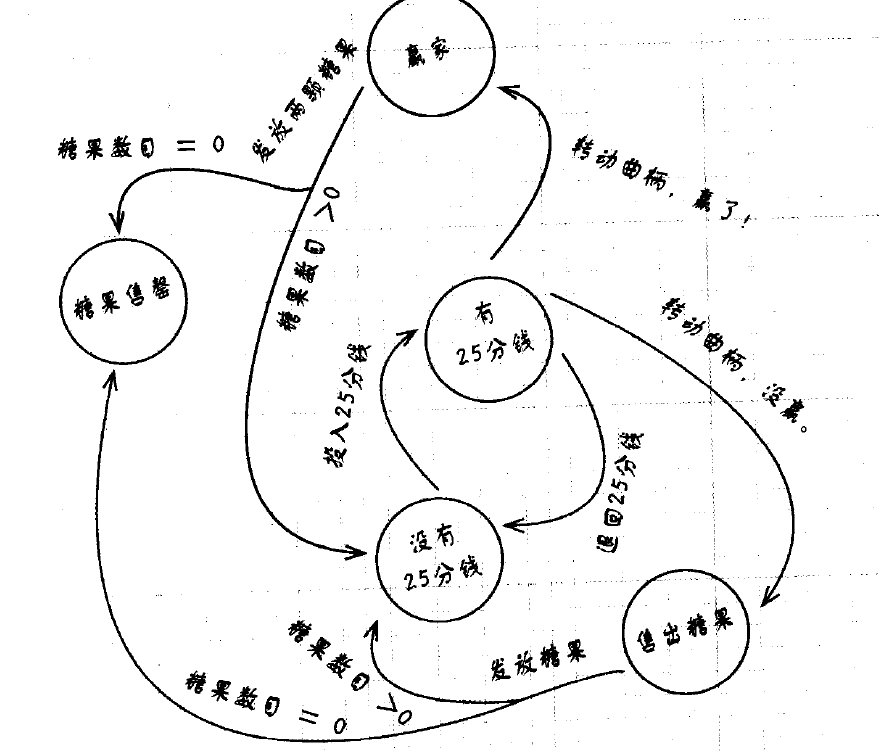 赢家
发放两颗糖果
糖果数目 = 0
糖果数目 >0
转动曲柄，赢了！
糖果售罄
有
25分钱
转动曲柄，没赢。
投入25分钱
退回25分钱
没有
25分钱
售出糖果
糖果数目 >0
发放糖果
糖果数目 = 0